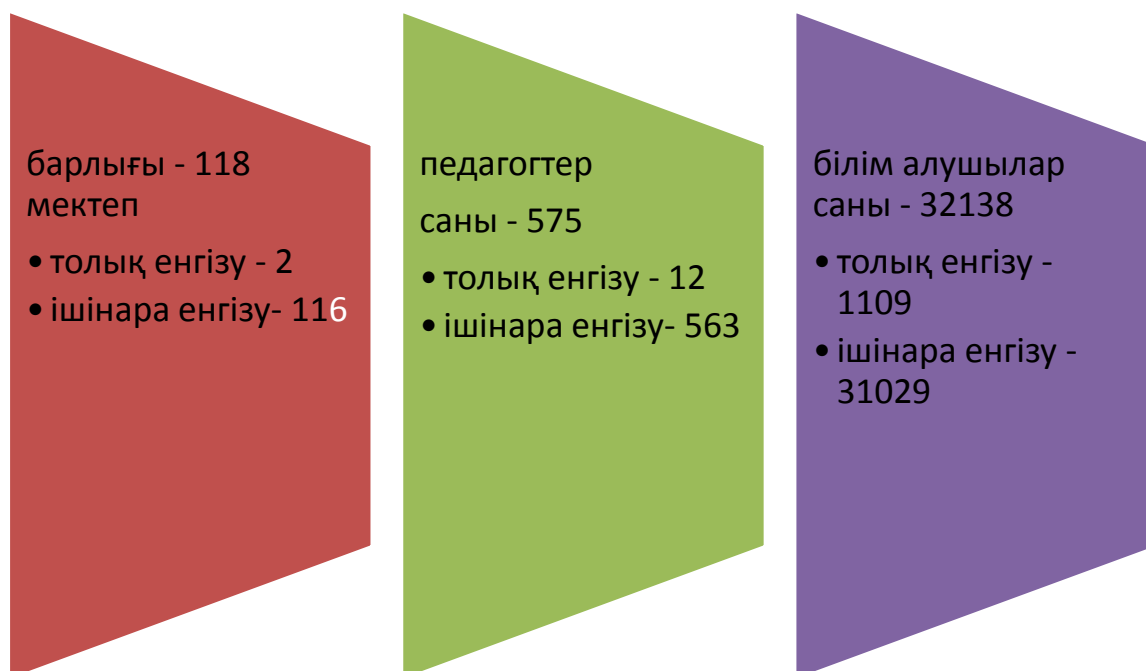 барлығы - 118
мектеп
• толық енгізу - 2
• ішінара енгізу- 116
педагогтер
саны - 575
• толық енгізу - 12
• ішінара енгізу- 563
білім алушылар
саны - 32138
• толық енгізу -
1109
• ішінара енгізу -
31029